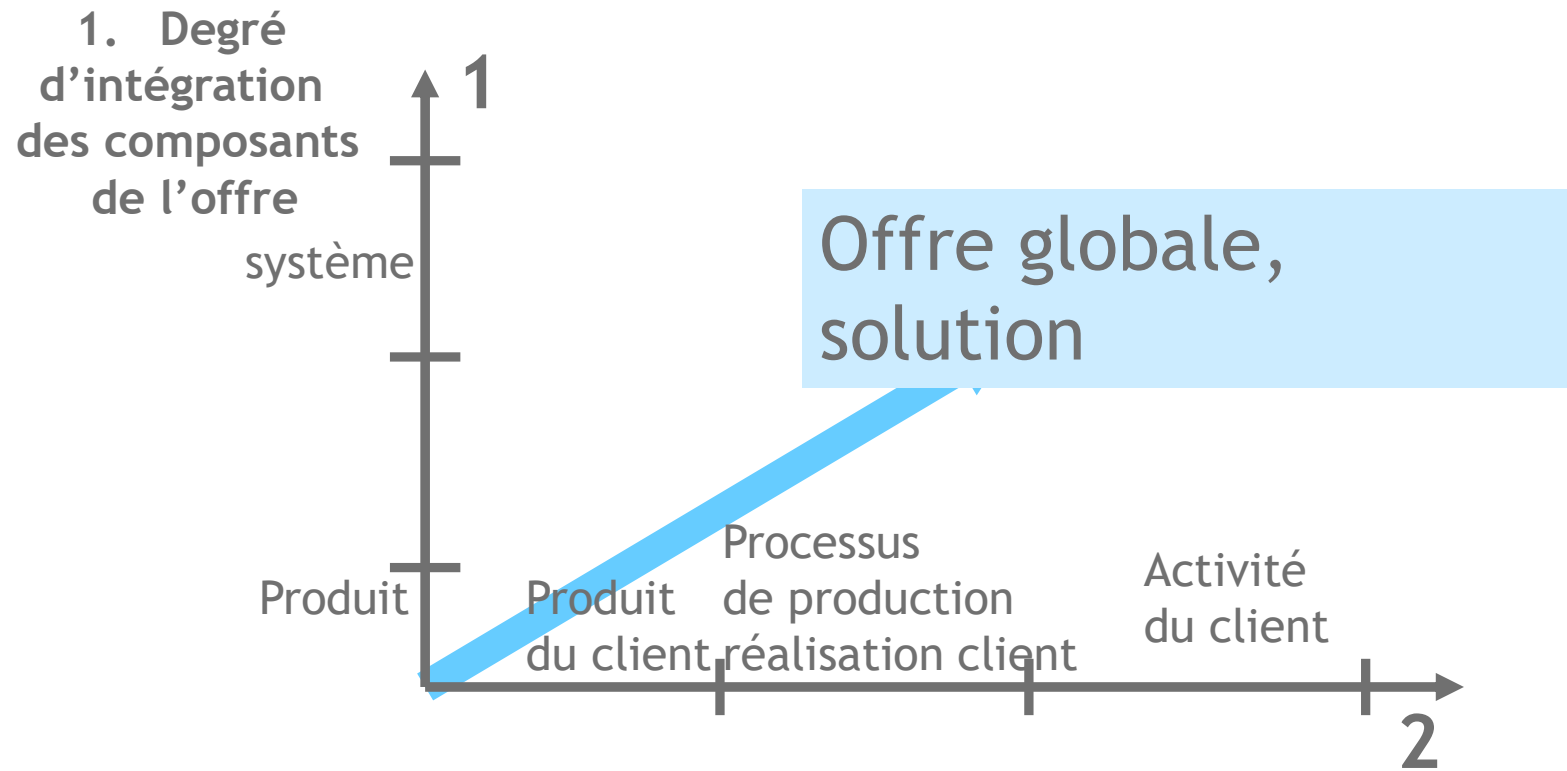 1. Degré
d’intégration
des composants
de l’offre
1
système
Offre globale,
solution
Produit
Produit
du client
Processus
de production
réalisation client
Activité
du client
2